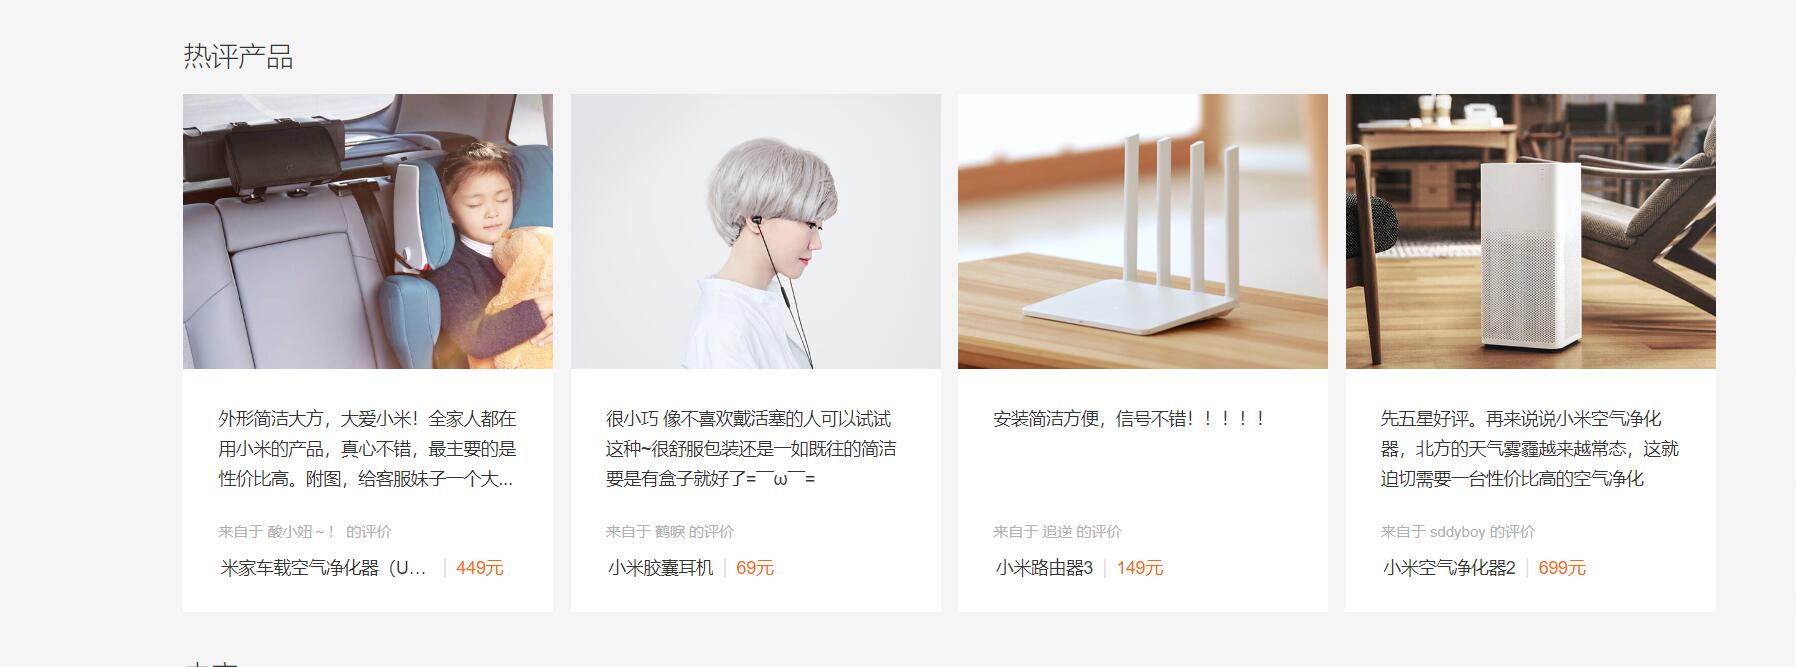 热评产品
外形简洁大方，大爱小米！全家人都在
用小米的产品，真心不错，最主要的是
性价比高。附图，给客服妹子一个大...
来自于 酸小妞～！ 的评价
米家车载空气净化器（U... | 449元
很小巧 像不喜欢戴活塞的人可以试试
这种~很舒服包装还是一如既往的简洁
要是有盒子就好了=￣ω￣=
来自于 鹤唳 的评价
小米胶囊耳机 | 69元
安装简洁方便，信号不错！！！！！
来自于 追逆 的评价
小米路由器3 | 149元
先五星好评。再来说说小米空气净化
器，北方的天气雾霾越来越常态，这就
迫切需要一台性价比高的空气净化
来自于 sddyboy 的评价
小米空气净化器2 | 699元